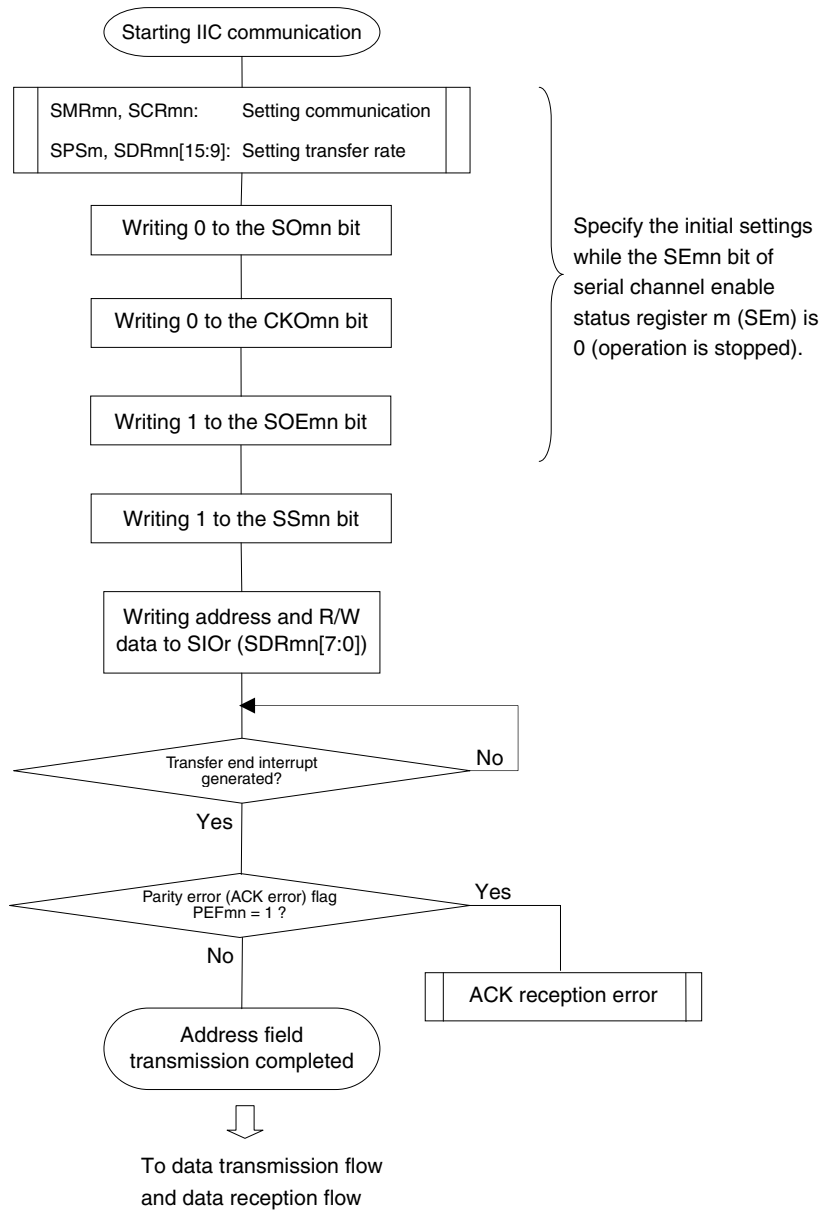 Starting IIC communication
SMRmn, SCRmn: Setting communication
SPSm, SDRmn[15:9]: Setting transfer rate
Writing 0 to the SOmn bit
Writing 0 to the CKOmn bit
Writing 1 to the SOEmn bit
Specify the initial settings
while the SEmn bit of
serial channel enable
status register m (SEm) is
0 (operation is stopped).
Writing 1 to the SSmn bit
Writing address and R/W
data to SIOr (SDRmn[7:0])
Transfer end interrupt
generated?
No
Yes
Parity error (ACK error) flag
PEFmn = 1 ?
Yes
No
ACK reception error
Address field
transmission completed
To data transmission flow
and data reception flow